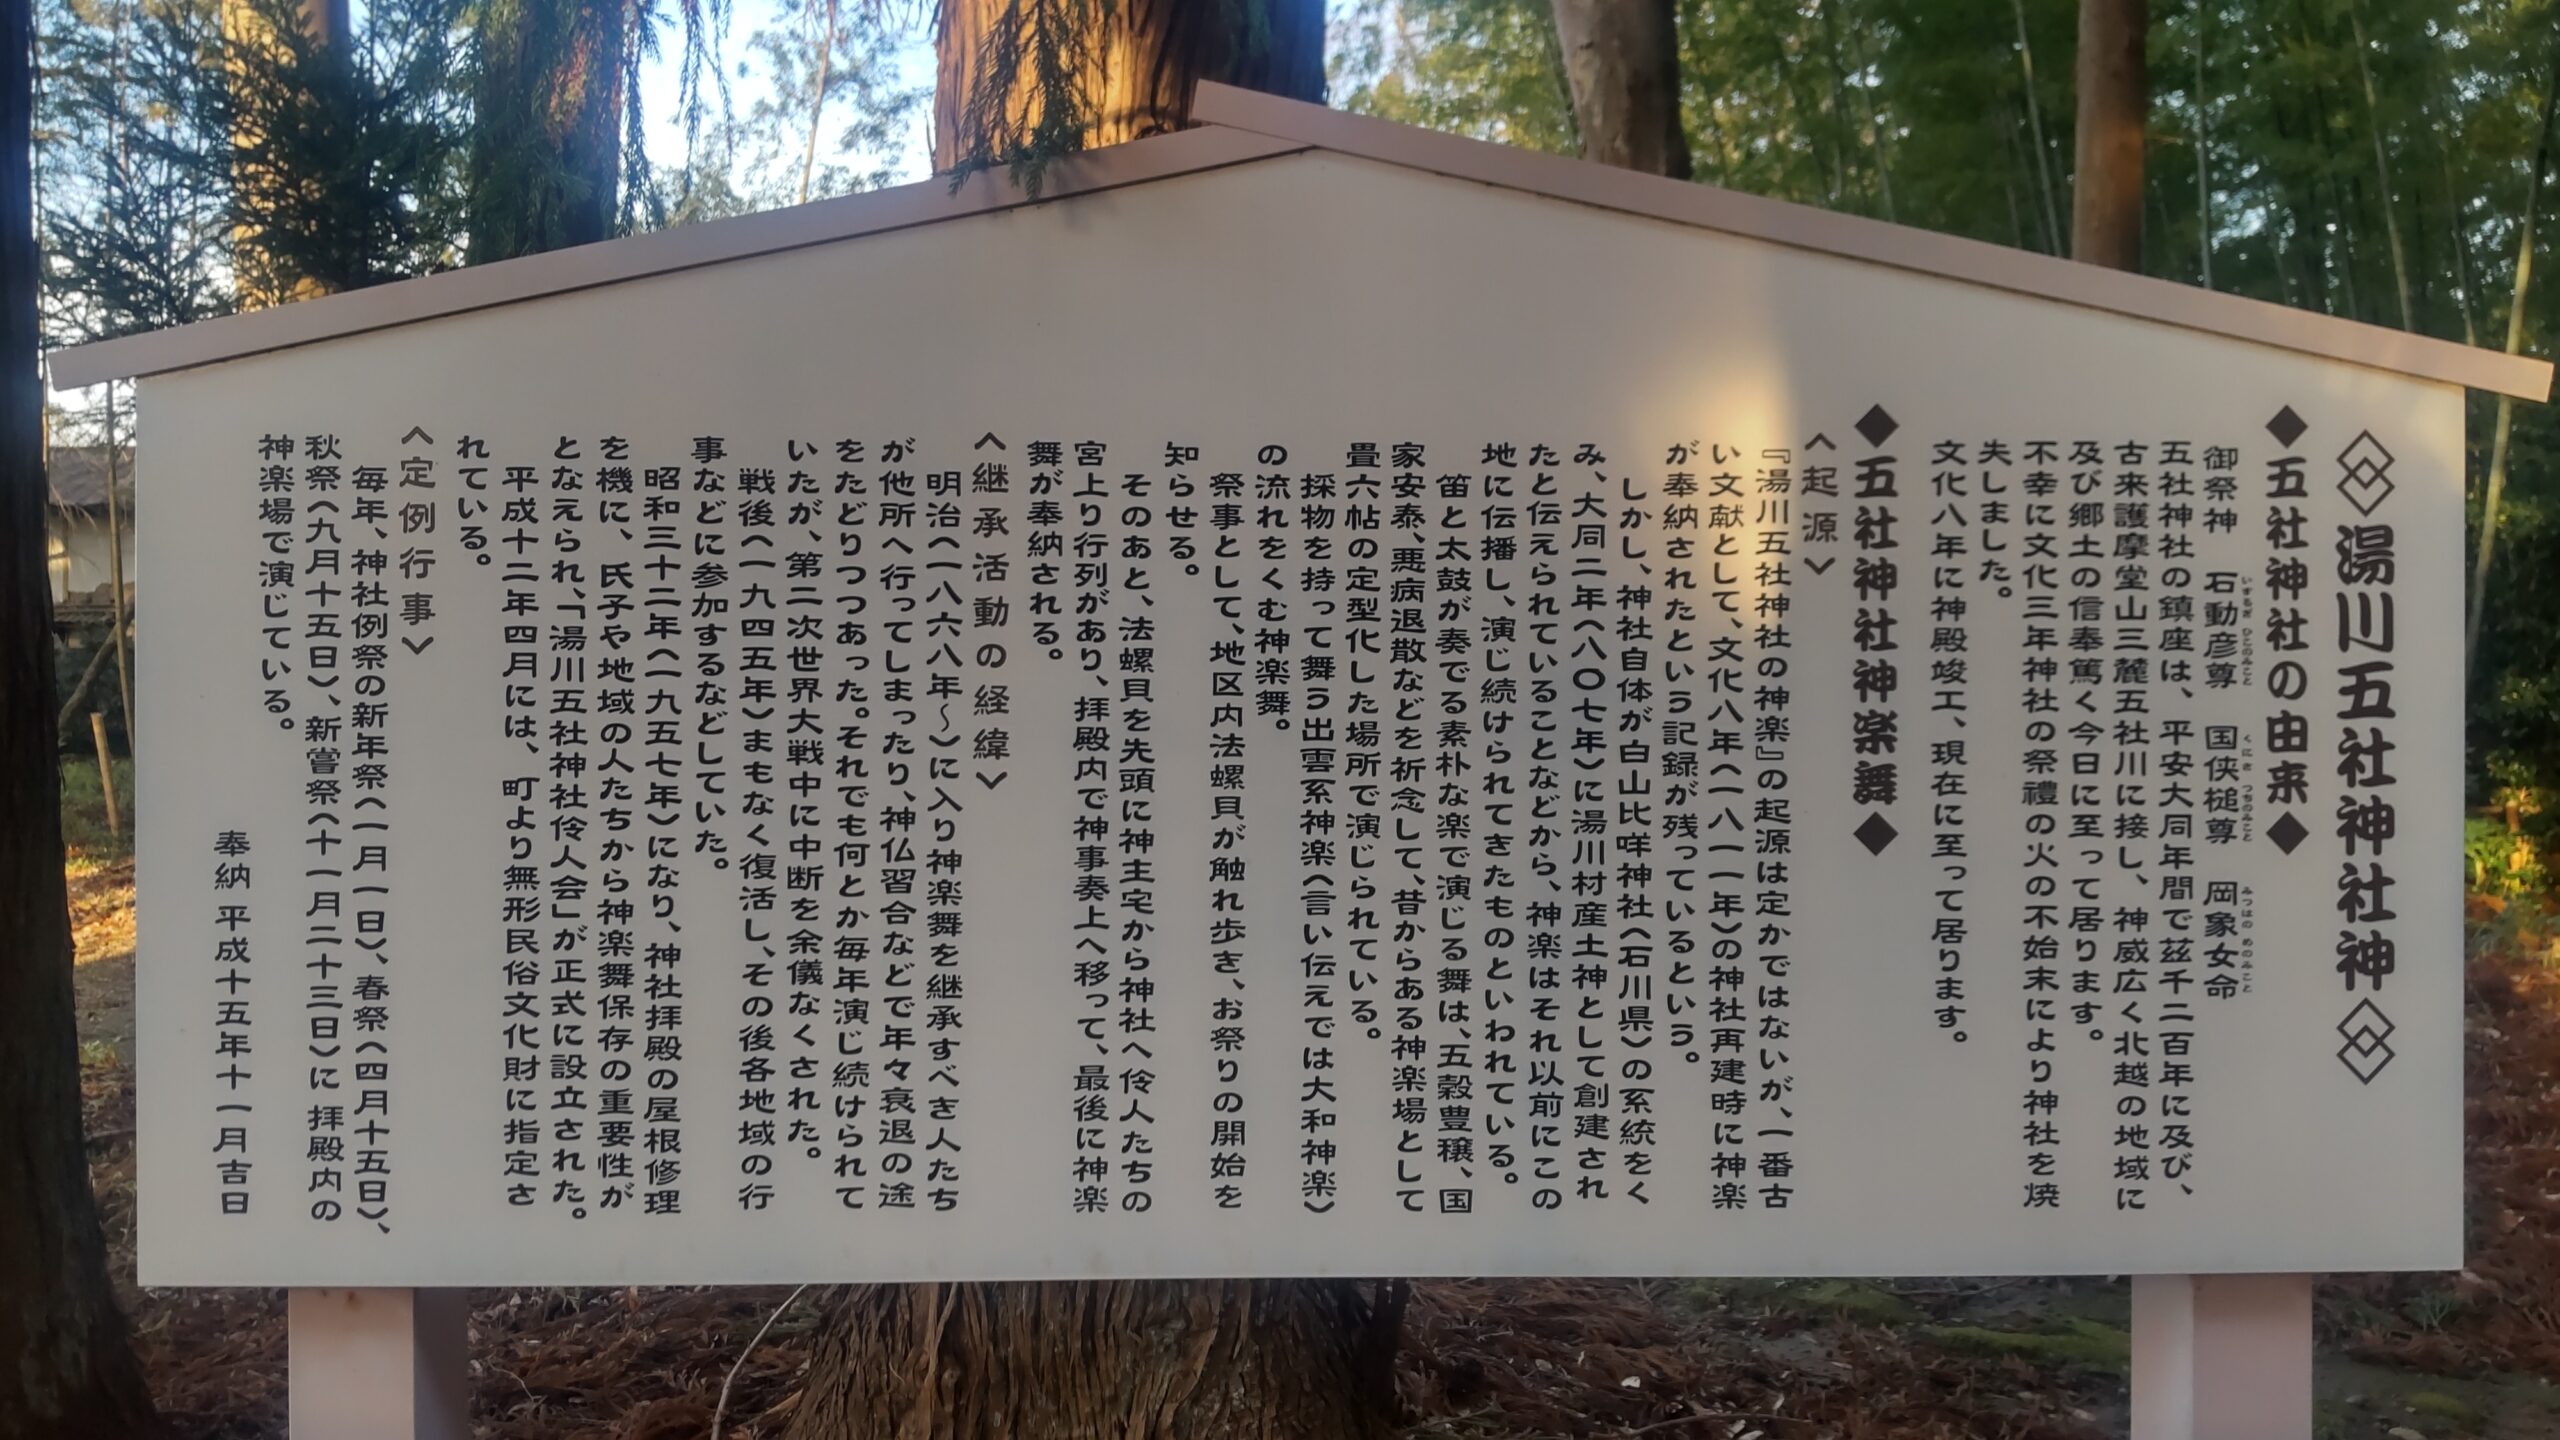 湯川五社神社神
◆五社神社の由来◆
御祭神 石動彦尊 国侠槌尊 岡象女命
いするぎ ひこのみこと くにさ つちのみこと みつはの めのみこと
五社神社の鎮座は、平安大同年間で茲千二百年に及び、
古来護摩堂山三麓五社川に接し、神威広く北越の地域に
及び郷土の信奉篤く今日に至って居ります。
不幸に文化三年神社の祭禮の火の不始末により神社を焼
失しました。
文化八年に神殿竣工、現在に至って居ります。
◆五社神社神楽舞◆
〈起源〉
『湯川五社神社の神楽』の起源は定かではないが、一番古
い文献として、文化八年(一八一一年)の神社再建時に神楽
が奉納されたという記録が残っているという。
しかし、神社自体が白山比咩神社(石川県)の系統をく
み、大同二年(八〇七年)に湯川村産土神として創建され
たと伝えられていることなどから、神楽はそれ以前にこの
地に伝播し、演じ続けられてきたものといわれている。
笛と太鼓が奏でる素朴な楽で演じる舞は、五穀豊穣、国
家安泰、悪病退散などを祈念して、昔からある神楽場として
畳六帖の定型化した場所で演じられている。
採物を持って舞う出雲系神楽(言い伝えでは大和神楽)
の流れをくむ神楽舞。
祭事として、地区内法螺貝が触れ歩き、お祭りの開始を
知らせる。
そのあと、法螺貝を先頭に神主宅から神社へ伶人たちの
宮上り行列があり、拝殿内で神事奏上へ移って、最後に神楽
舞が奉納される。
〈継承活動の経緯〉
明治(一八六八年〜)に入り神楽舞を継承すべき人たち
が他所へ行ってしまったり、神仏習合などで年々衰退の途
をたどりつつあった。それでも何とか毎年演じ続けられて
いたが、第二次世界大戦中に中断を余儀なくされた。
戦後(一九四五年)まもなく復活し、その後各地域の行
事などに参加するなどしていた。
昭和三十二年(一九五七年)になり、神社拝殿の屋根修理
を機に、氏子や地域の人たちから神楽舞保存の重要性が
となえられ、「湯川五社神社伶人会」が正式に設立された。
平成十二年四月には、町より無形民俗文化財に指定さ
れている。
〈定例行事〉
毎年、神社例祭の新年祭(一月一日)、春祭(四月十五日)、
秋祭(九月十五日)、新嘗祭(十一月二十三日)に拝殿内の
神楽場で演じている。
奉納 平成十五年十一月吉日